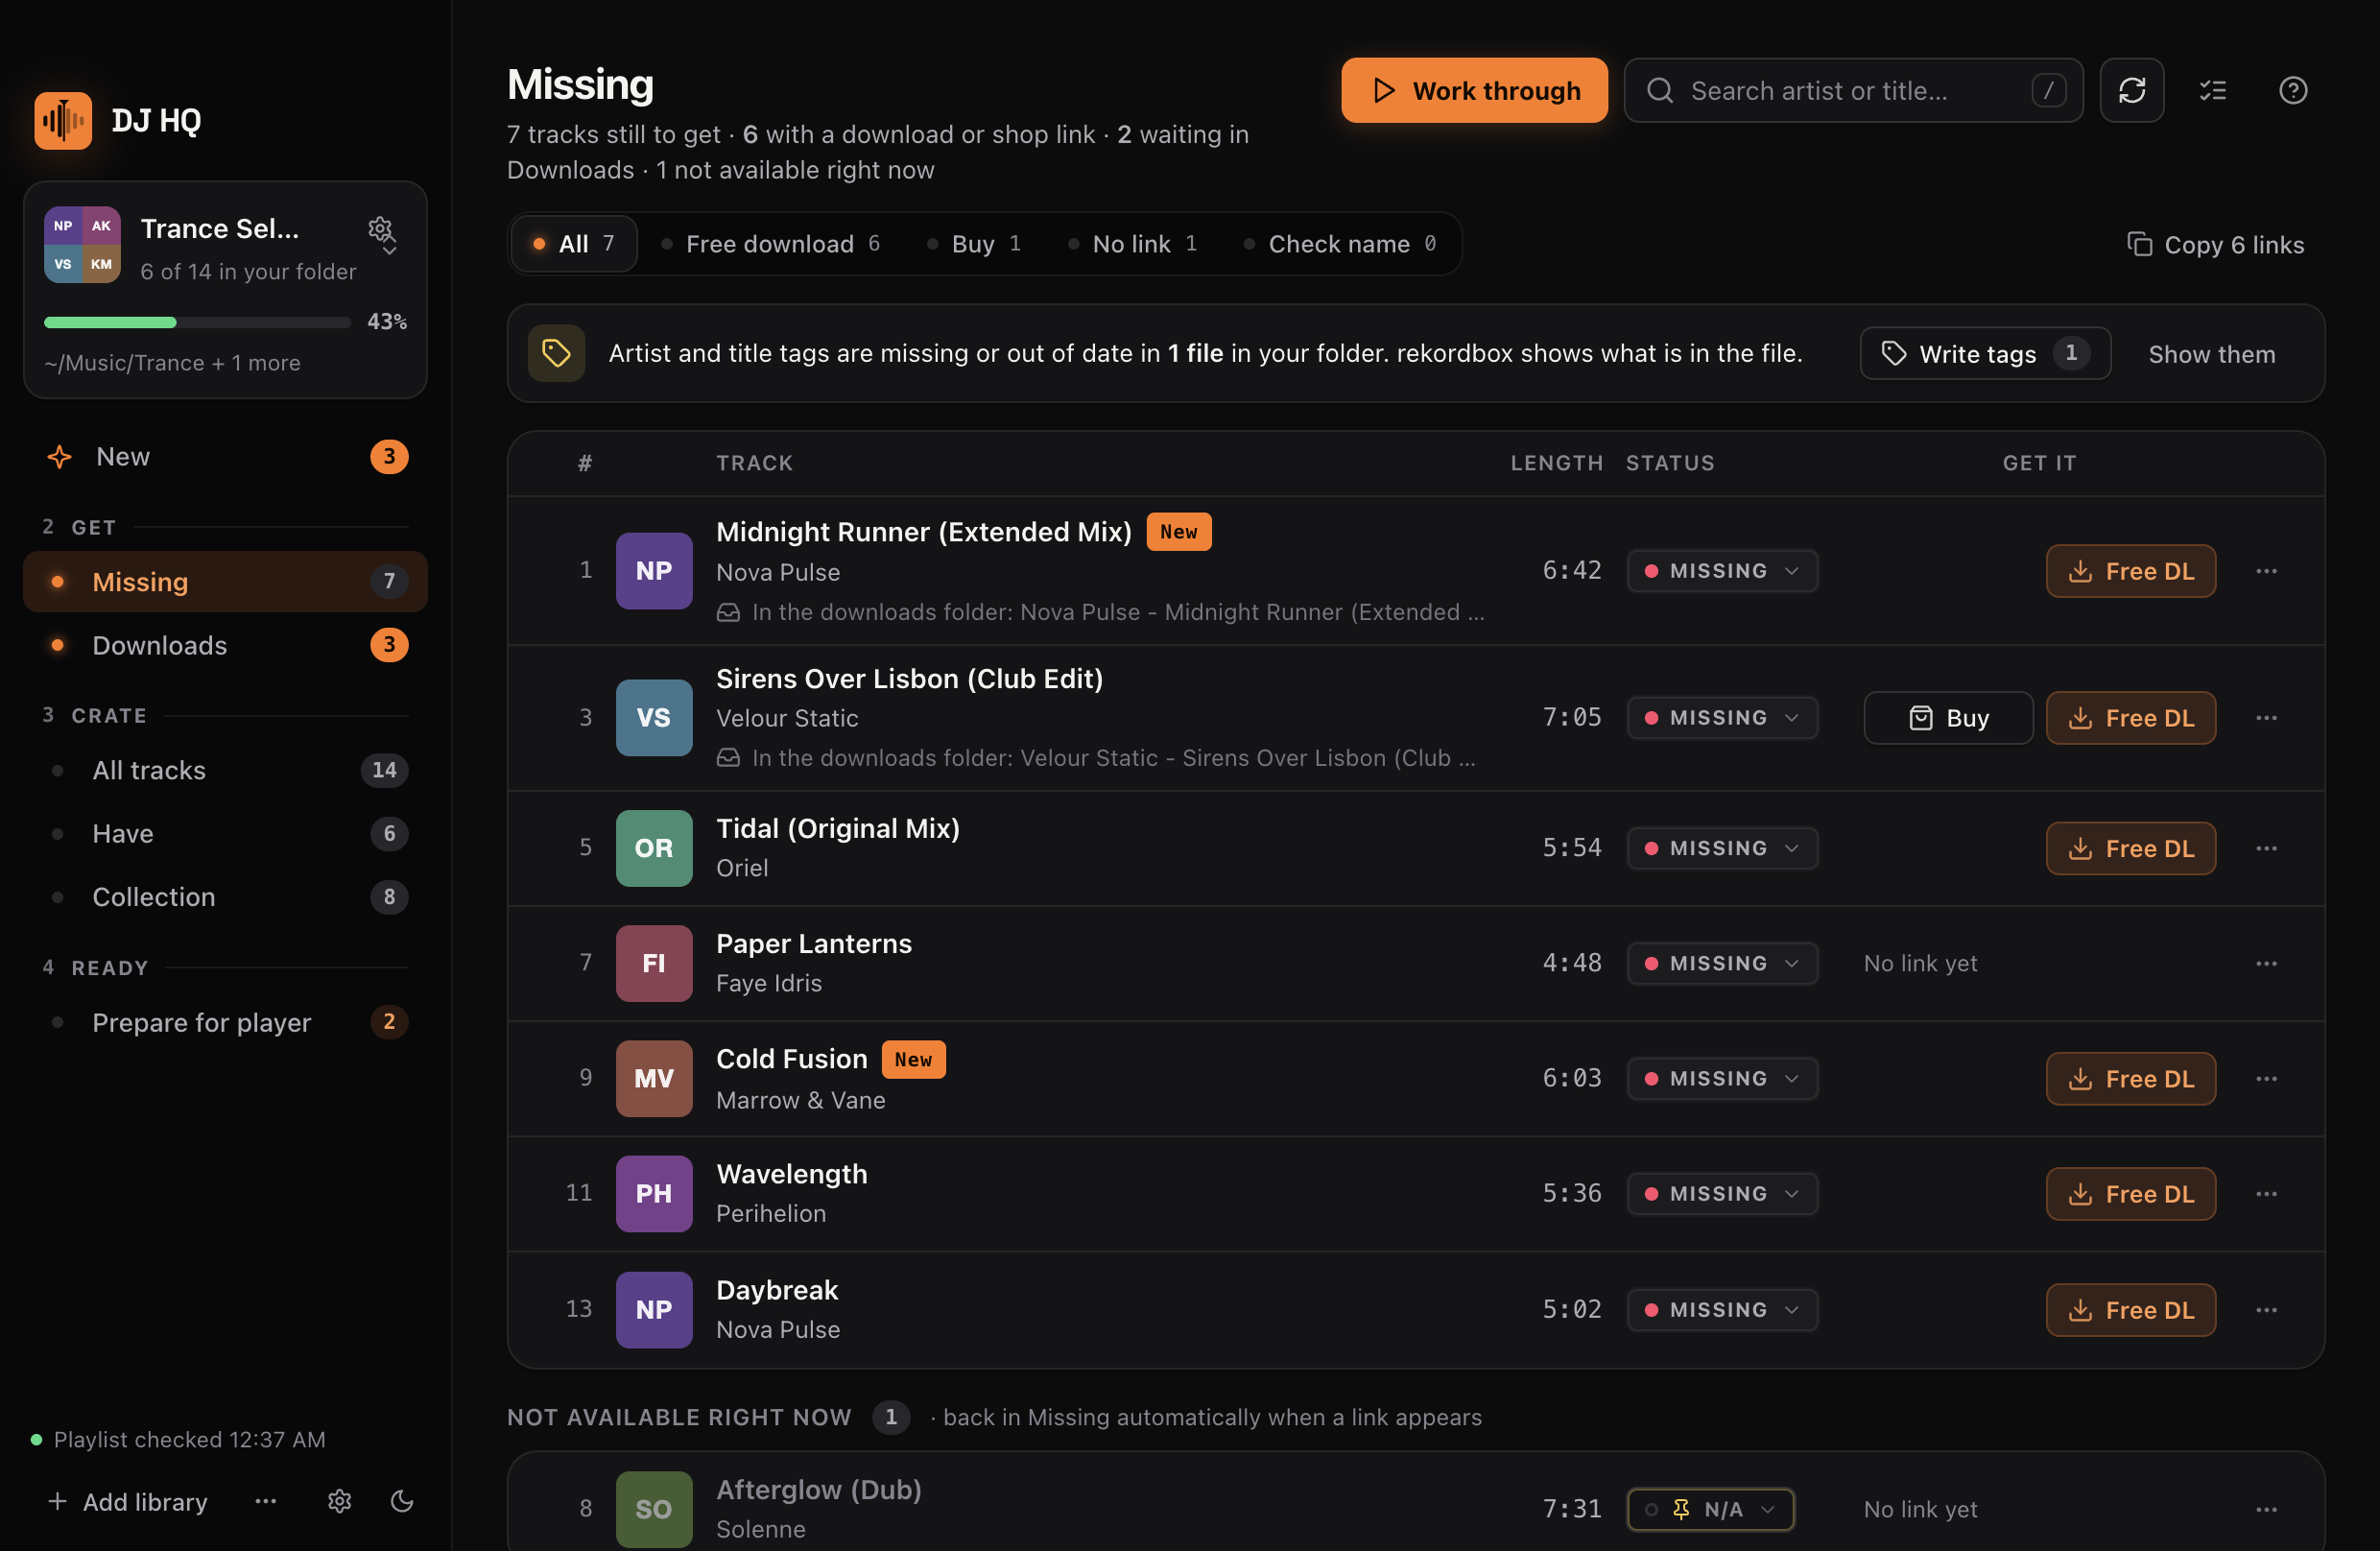 DJ HQ
NP AK
VS KM
Trance Sel...
6 of 14 in your folder
43%
~/Music/Trance + 1 more
New 3
2 GET
Missing 7
Downloads 3
3 CRATE
All tracks 14
Have 6
Collection 8
4 READY
Prepare for player 2
Playlist checked 12:37 AM
+ Add library ...
Missing
7 tracks still to get · 6 with a download or shop link · 2 waiting in
Downloads · 1 not available right now
Work through
Search artist or title... /
All 7 Free download 6 Buy 1 No link 1 Check name 0
Copy 6 links
Artist and title tags are missing or out of date in 1 file in your folder. rekordbox shows what is in the file.
Write tags 1 Show them
# TRACK LENGTH STATUS GET IT
Midnight Runner (Extended Mix) New
1 NP Nova Pulse 6:42 MISSING Free DL ...
In the downloads folder: Nova Pulse - Midnight Runner (Extended ...
Sirens Over Lisbon (Club Edit)
3 VS Velour Static 7:05 MISSING Buy Free DL ...
In the downloads folder: Velour Static - Sirens Over Lisbon (Club ...
Tidal (Original Mix)
5 OR 5:54 MISSING Free DL ...
Oriel
Paper Lanterns
7 FI 4:48 MISSING No link yet ...
Faye Idris
Cold Fusion New
9 MV 6:03 MISSING Free DL ...
Marrow & Vane
Wavelength
11 PH 5:36 MISSING Free DL ...
Perihelion
Daybreak
13 NP 5:02 MISSING Free DL ...
Nova Pulse
NOT AVAILABLE RIGHT NOW 1 · back in Missing automatically when a link appears
Afterglow (Dub)
8 SO 7:31 N/A No link yet ...
Solenne